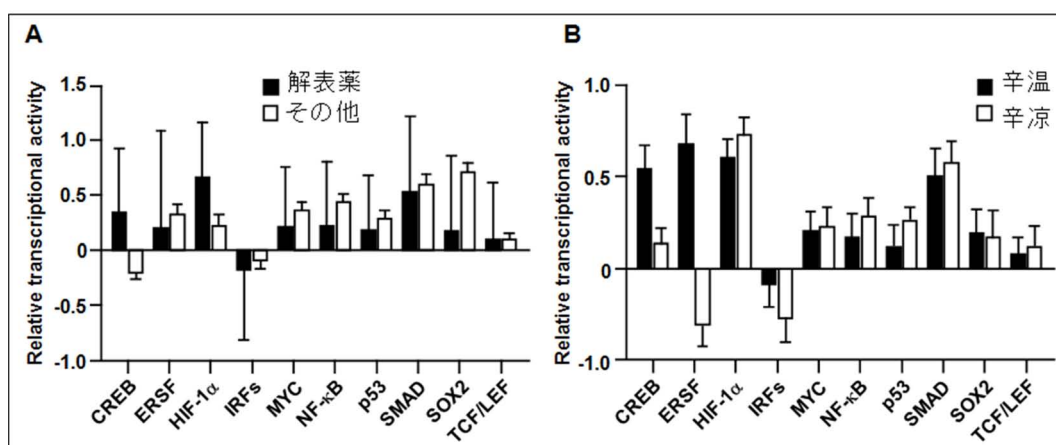 A
Relative transcriptional activity
1.5
1.0
0.5
0
-0.5
-1.0
解表薬
その他
CREB
ERSF
HIF-1α
IRFs
MYC
NF-κB
p53
SMAD
SOX2
TCF/LEF
B
Relative transcriptional activity
1.0
0.5
0
-1.0
辛温
辛凉
CREB
ERSF
HIF-1α
IRFs
MYC
NF-κB
p53
SMAD
SOX2
TCF/LEF